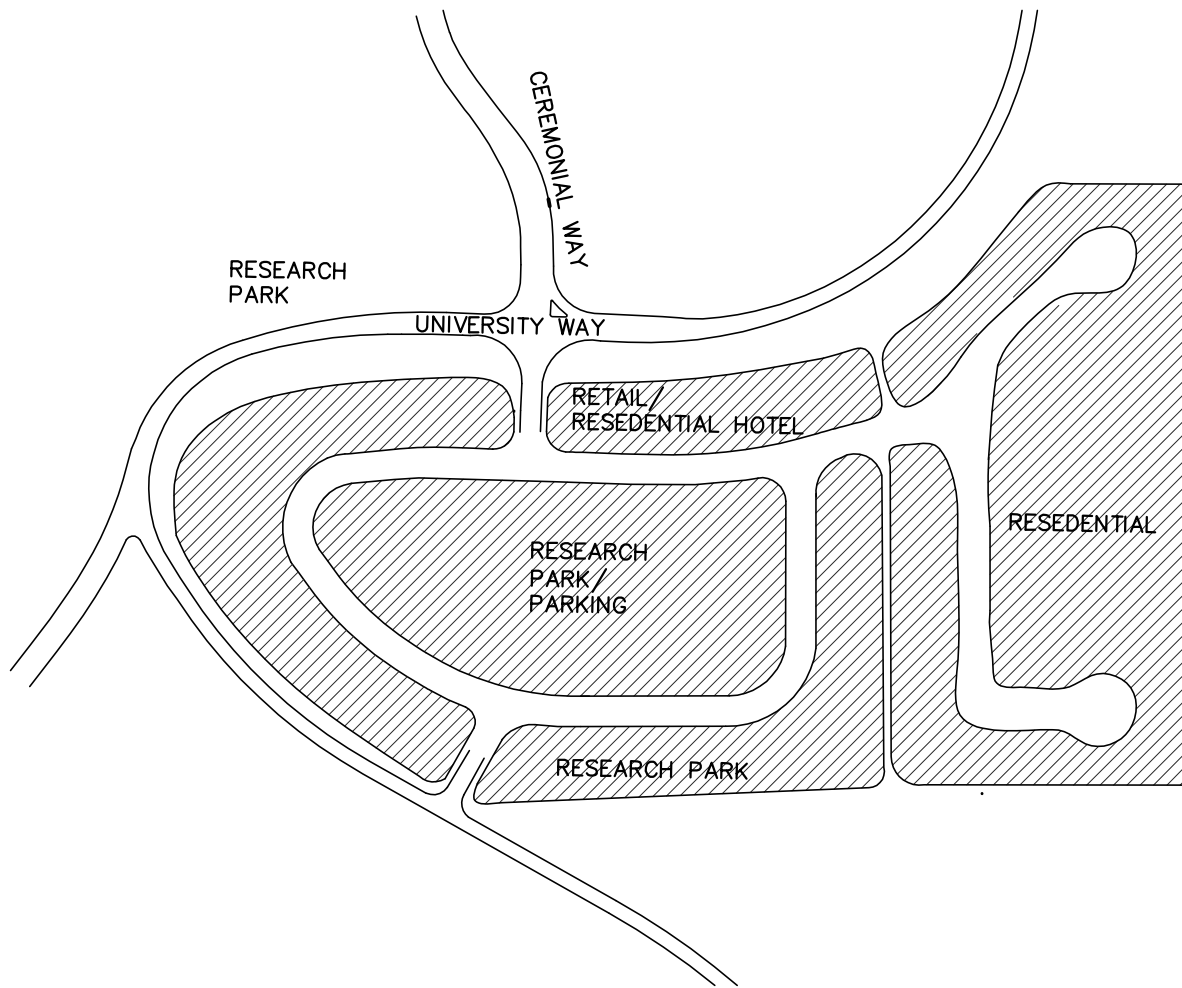 CEREMONIAL WAY
RESEARCH
PARK
UNIVERSITY WAY
RETAIL/
RESEDENTIAL HOTEL
RESEDENTIAL
RESEARCH
PARK/
PARKING
RESEARCH PARK